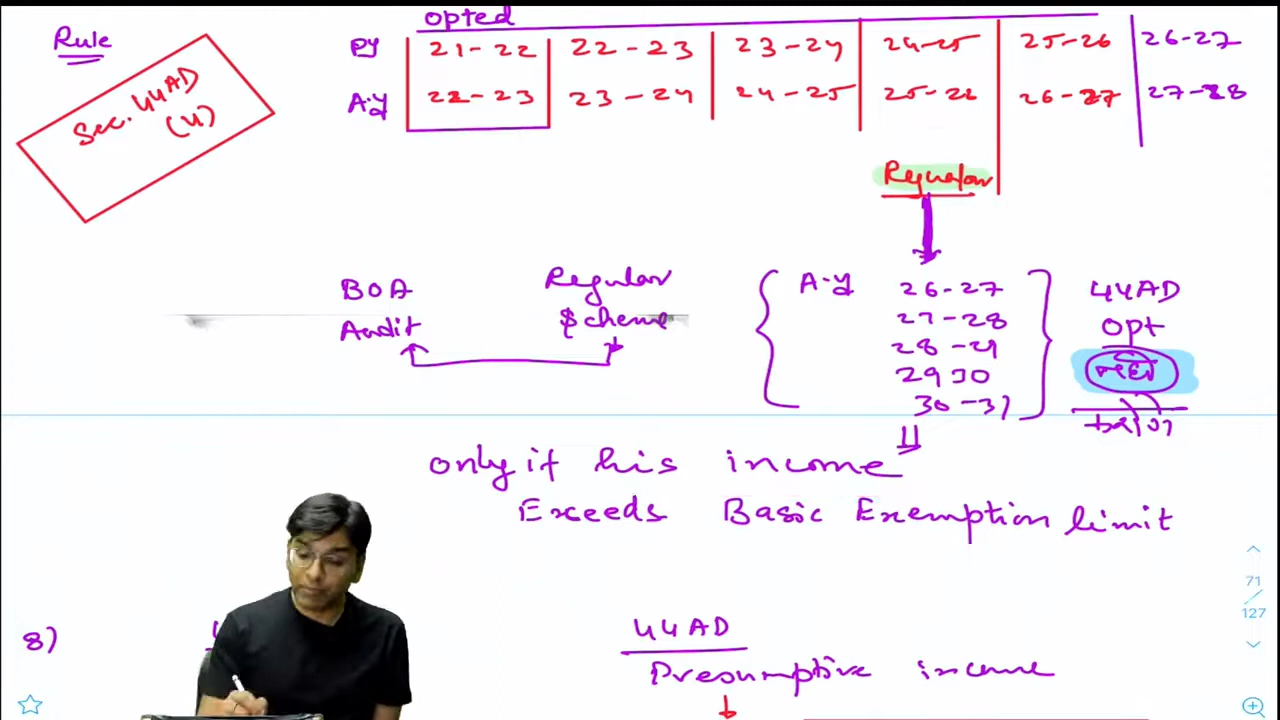 opted
Rule
PY 21-22 22-23 23-24 24-25 25-26 26-27
A.Y 22-23 23-24 24-25 25-26 26-27 27-28
Sec. 44AD
(4)
Regular
BOA Regular
Audit Scheme
A.Y 26-27
27-28
28-29
29 30
30-31
44AD
opt
नहीं
only if his income
Exceeds Basic Exemption limit
71
127
8)
44AD
Presumptive income